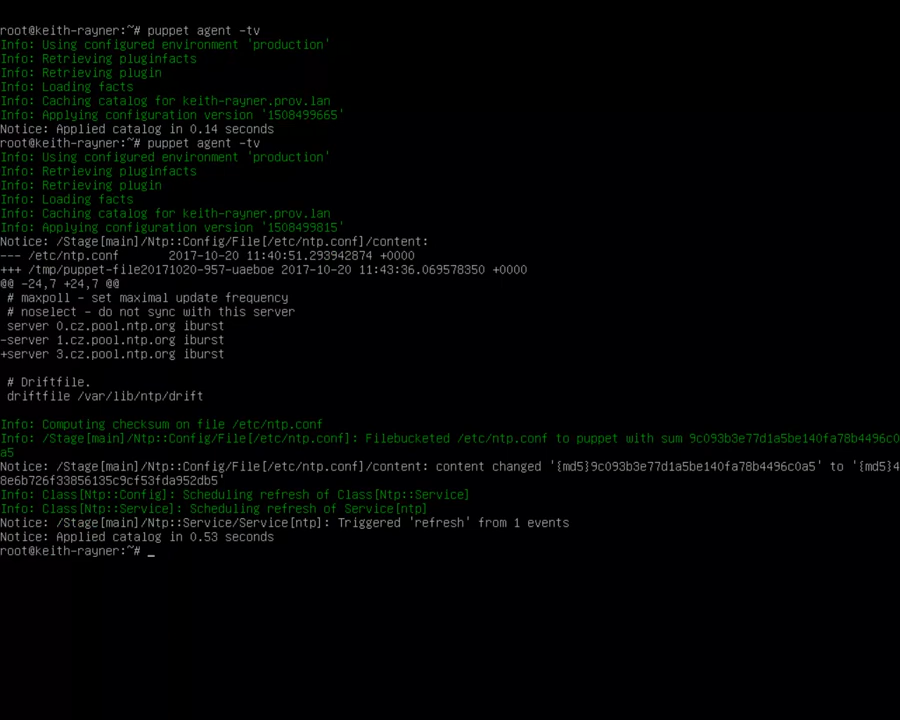 root@keith-rayner:~# puppet agent -tv
Info: Using configured environment 'production'
Info: Retrieving pluginfacts
Info: Retrieving plugin
Info: Loading facts
Info: Caching catalog for keith-rayner.prov.lan
Info: Applying configuration version '1508499665'
Notice: Applied catalog in 0.14 seconds
root@keith-rayner:~# puppet agent -tv
Info: Using configured environment 'production'
Info: Retrieving pluginfacts
Info: Retrieving plugin
Info: Loading facts
Info: Caching catalog for keith-rayner.prov.lan
Info: Applying configuration version '1508499815'
Notice: /Stage[main]/Ntp::Config/File[/etc/ntp.conf]/content:
--- /etc/ntp.conf       2017-10-20 11:40:51.293942874 +0000
+++ /tmp/puppet-file20171020-957-uaeboe 2017-10-20 11:43:36.069578350 +0000
@@ -24,7 +24,7 @@
 # maxpoll - set maximal update frequency
 # noselect - do not sync with this server
 server 0.cz.pool.ntp.org iburst
-server 1.cz.pool.ntp.org iburst
+server 3.cz.pool.ntp.org iburst
 # Driftfile.
 driftfile /var/lib/ntp/drift
Info: Computing checksum on file /etc/ntp.conf
Info: /Stage[main]/Ntp::Config/File[/etc/ntp.conf]: Filebucketed /etc/ntp.conf to puppet with sum 9c093b3e77d1a5be140fa78b4496c0
a5
Notice: /Stage[main]/Ntp::Config/File[/etc/ntp.conf]/content: content changed '{md5}9c093b3e77d1a5be140fa78b4496c0a5' to '{md5}4
8e6b726f33856135c9cf53fda952db5'
Info: Class[Ntp::Config]: Scheduling refresh of Class[Ntp::Service]
Info: Class[Ntp::Service]: Scheduling refresh of Service[ntp]
Notice: /Stage[main]/Ntp::Service/Service[ntp]: Triggered 'refresh' from 1 events
Notice: Applied catalog in 0.53 seconds
root@keith-rayner:~# _